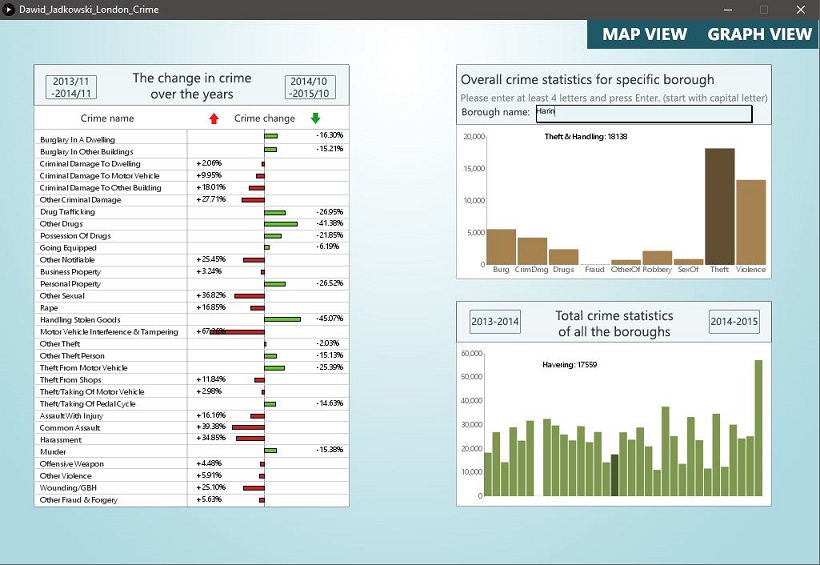 Dawid_Jadkowski_London_Crime
MAP VIEW GRAPH VIEW
2013/11
-2014/11
The change in crime
over the years
2014/10
-2015/10
Crime name Crime change
Burglary In A Dwelling -16.30%
Burglary In Other Buildings -15.21%
Criminal Damage To Dwelling +2.06%
Criminal Damage To Motor Vehicle +9.95%
Criminal Damage To Other Building +18.01%
Other Criminal Damage +27.71%
Drug Trafficking -26.95%
Other Drugs -41.38%
Possession Of Drugs -21.85%
Going Equipped -6.19%
Other Notifiable +25.45%
Business Property +3.24%
Personal Property -26.52%
Other Sexual +36.82%
Rape +16.85%
Handling Stolen Goods -45.07%
Motor Vehicle Interference & Tampering
Other Theft -2.03%
Other Theft Person -15.13%
Theft From Motor Vehicle -25.39%
Theft From Shops +11.84%
Theft/Taking Of Motor Vehicle +2.98%
Theft/Taking Of Pedal Cycle -14.63%
Assault With Injury +16.16%
Common Assault +39.38%
Harassment +34.85%
Murder -15.38%
Offensive Weapon +4.48%
Other Violence +5.91%
Wounding/GBH +25.10%
Other Fraud & Forgery +5.63%
Overall crime statistics for specific borough
Please enter at least 4 letters and press Enter. (start with capital letter)
Borough name: Harin
Theft & Handling: 18138
20,000
15,000
10,000
5,000
0
Burg CrimDmg Drugs Fraud OtherOf Robbery SexOf Theft Violence
2013-2014
Total crime statistics
of all the boroughs
2014-2015
Havering: 17559
60,000
50,000
40,000
30,000
20,000
10,000
0